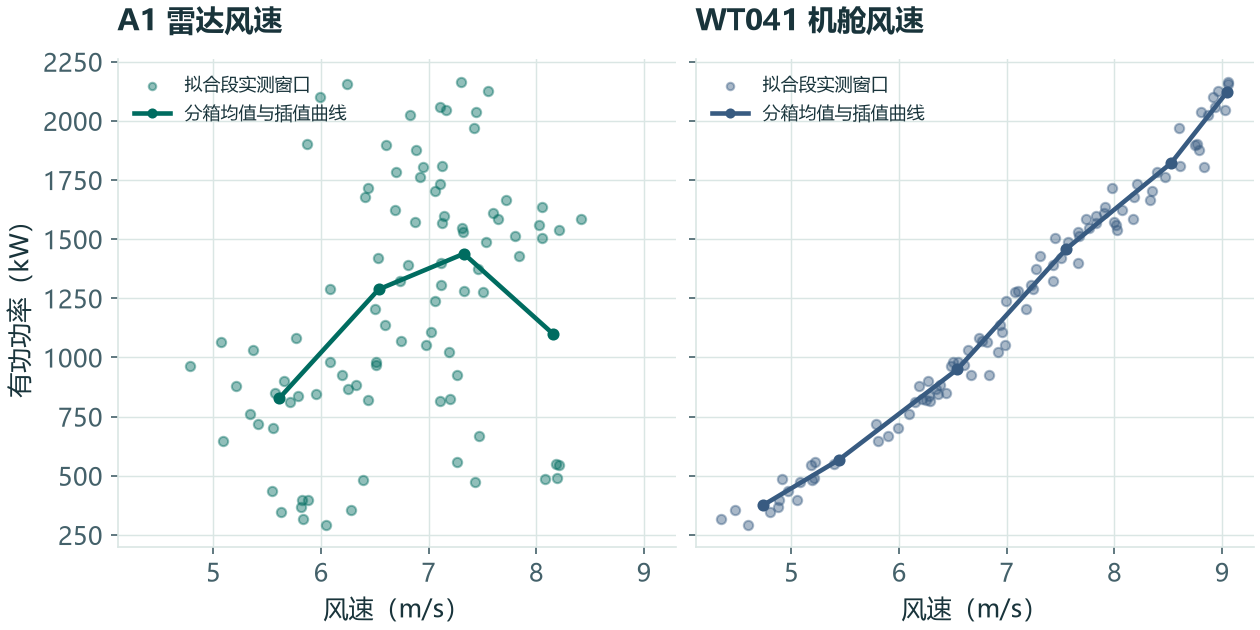 A1 雷达风速
WT041 机舱风速
拟合段实测窗口
分箱均值与插值曲线
拟合段实测窗口
分箱均值与插值曲线
有功功率（kW）
2250
2000
1750
1500
1250
1000
750
500
250
5 6 7 8 9
5 6 7 8 9
风速（m/s）
风速（m/s）